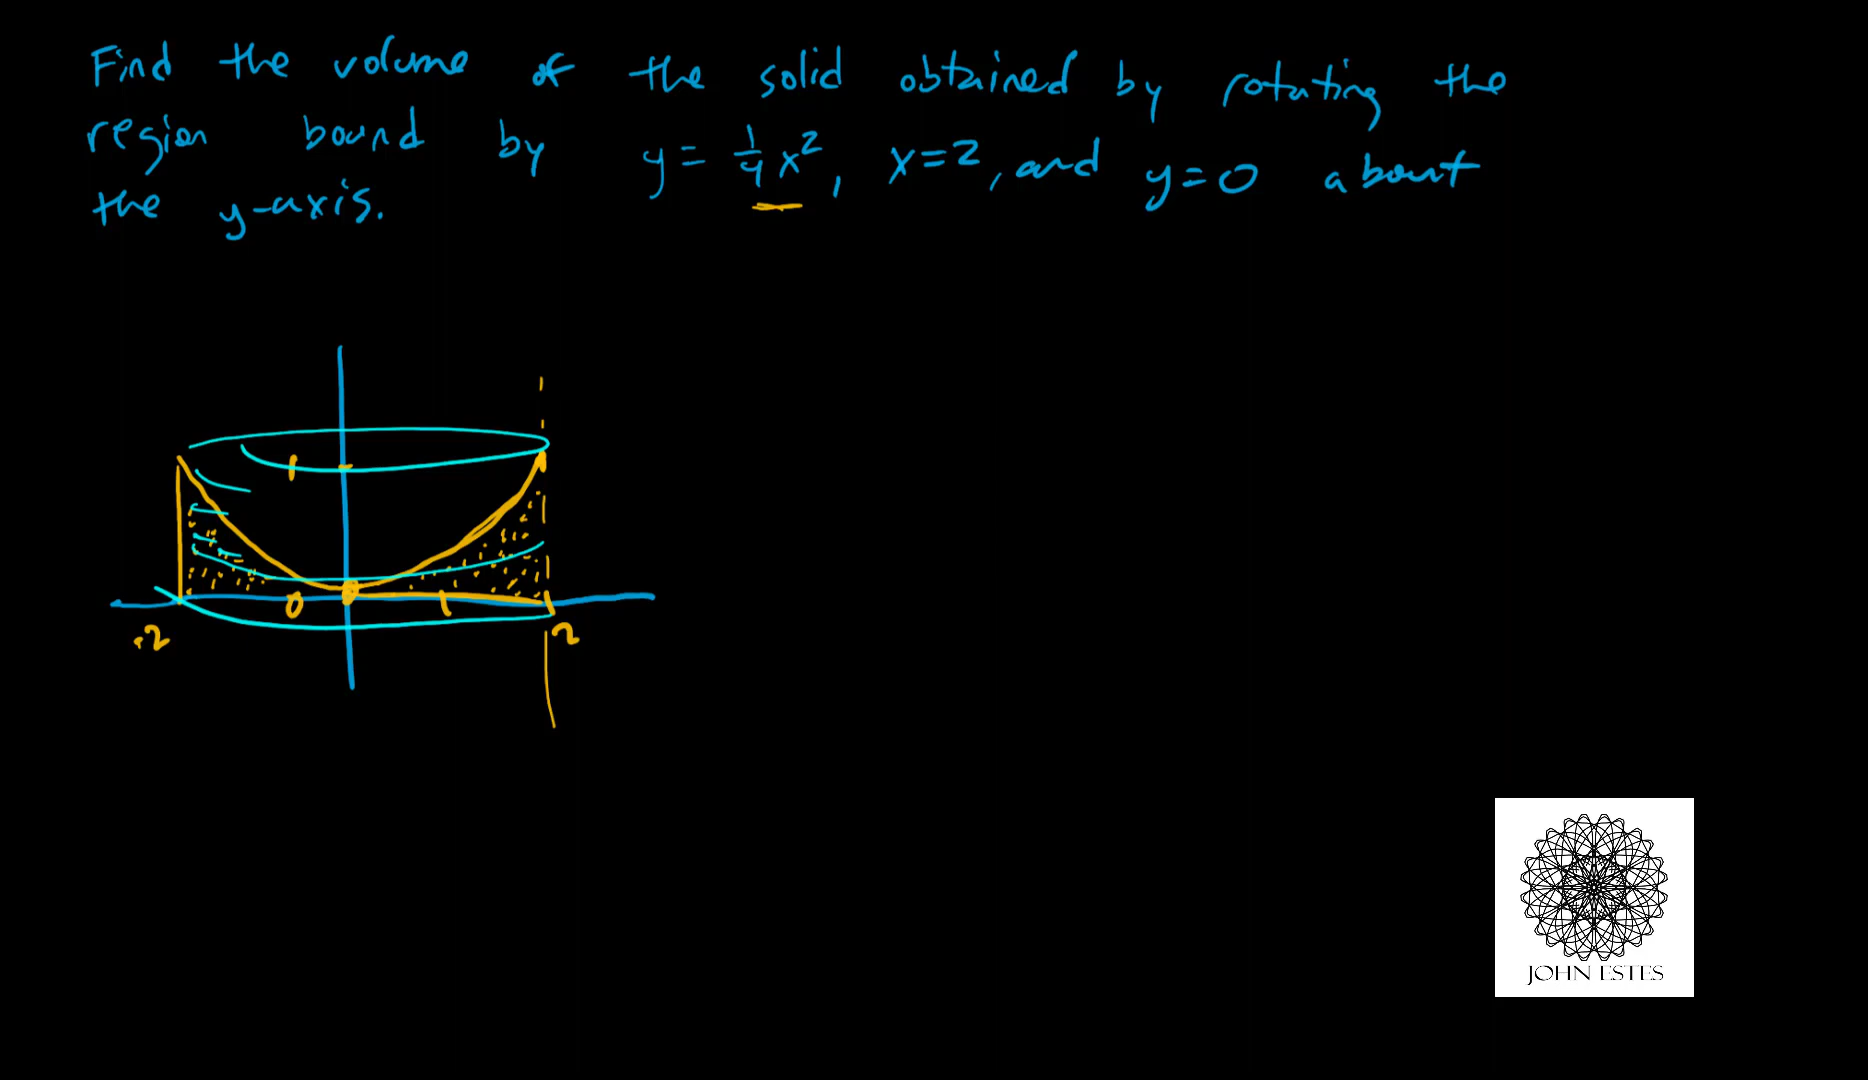 Find the volume of the solid obtained by rotating the
region bound by y = 1/4 x², x=2, and y=0 about
the y-axis.
1
0 1
-2 2
JOHN ESTES